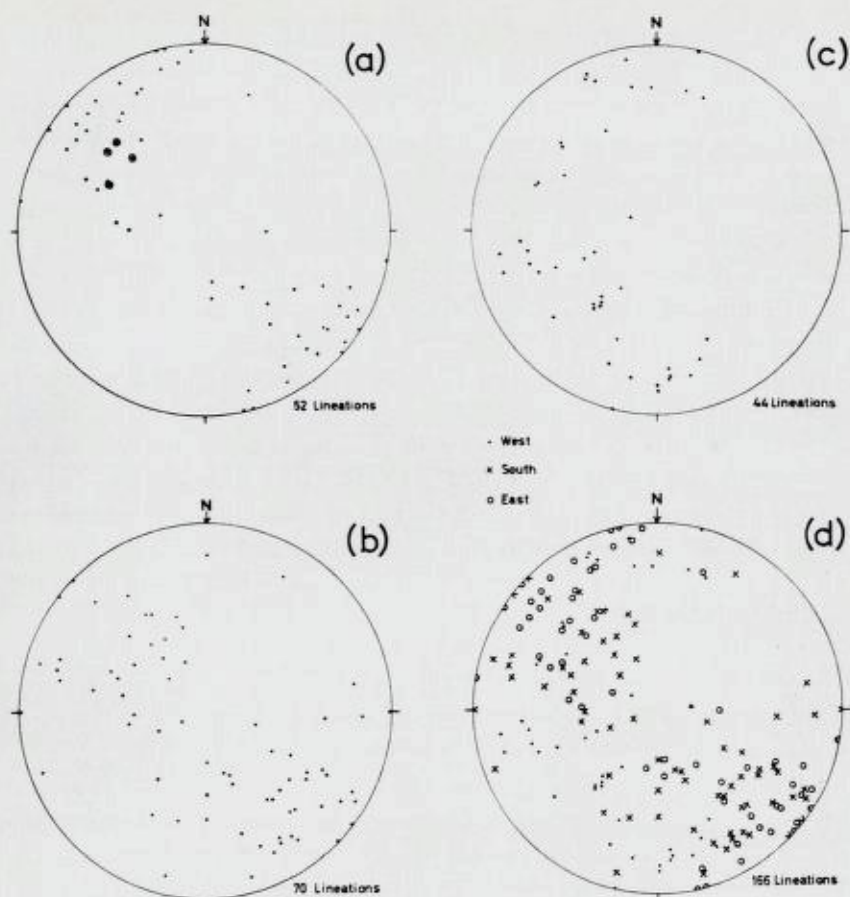 N
(a)
52 Lineations
N
(c)
44 Lineations
West
South
East
N
(b)
70 Lineations
N
(d)
166 Lineations